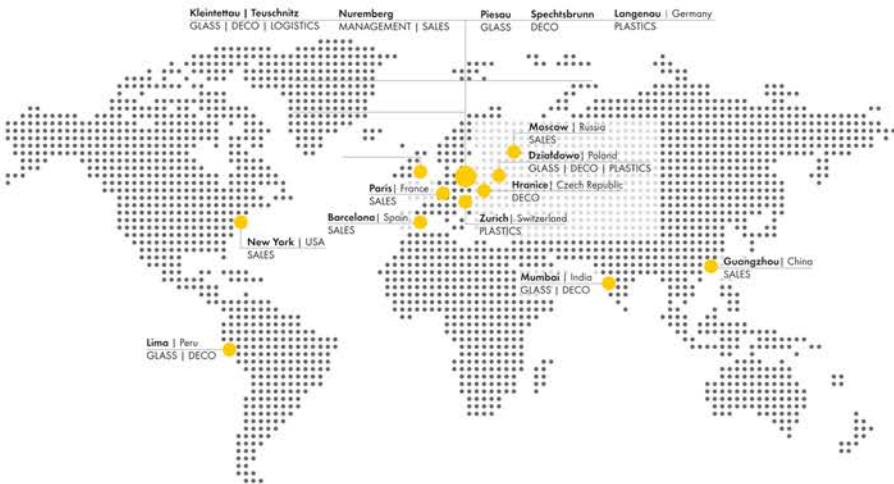 Kleintettau | Teuschnitz
GLASS | DECO | LOGISTICS
Nuremberg
MANAGEMENT | SALES
Piesau
GLASS
Spechtsbrunn
DECO
Langenau | Germany
PLASTICS
Moscow | Russia
SALES
Działdowo | Poland
GLASS | DECO | PLASTICS
Paris | France
SALES
Hranice | Czech Republic
DECO
Barcelona | Spain
SALES
Zurich | Switzerland
PLASTICS
New York | USA
SALES
Guangzhou | China
SALES
Mumbai | India
GLASS | DECO
Lima | Peru
GLASS | DECO